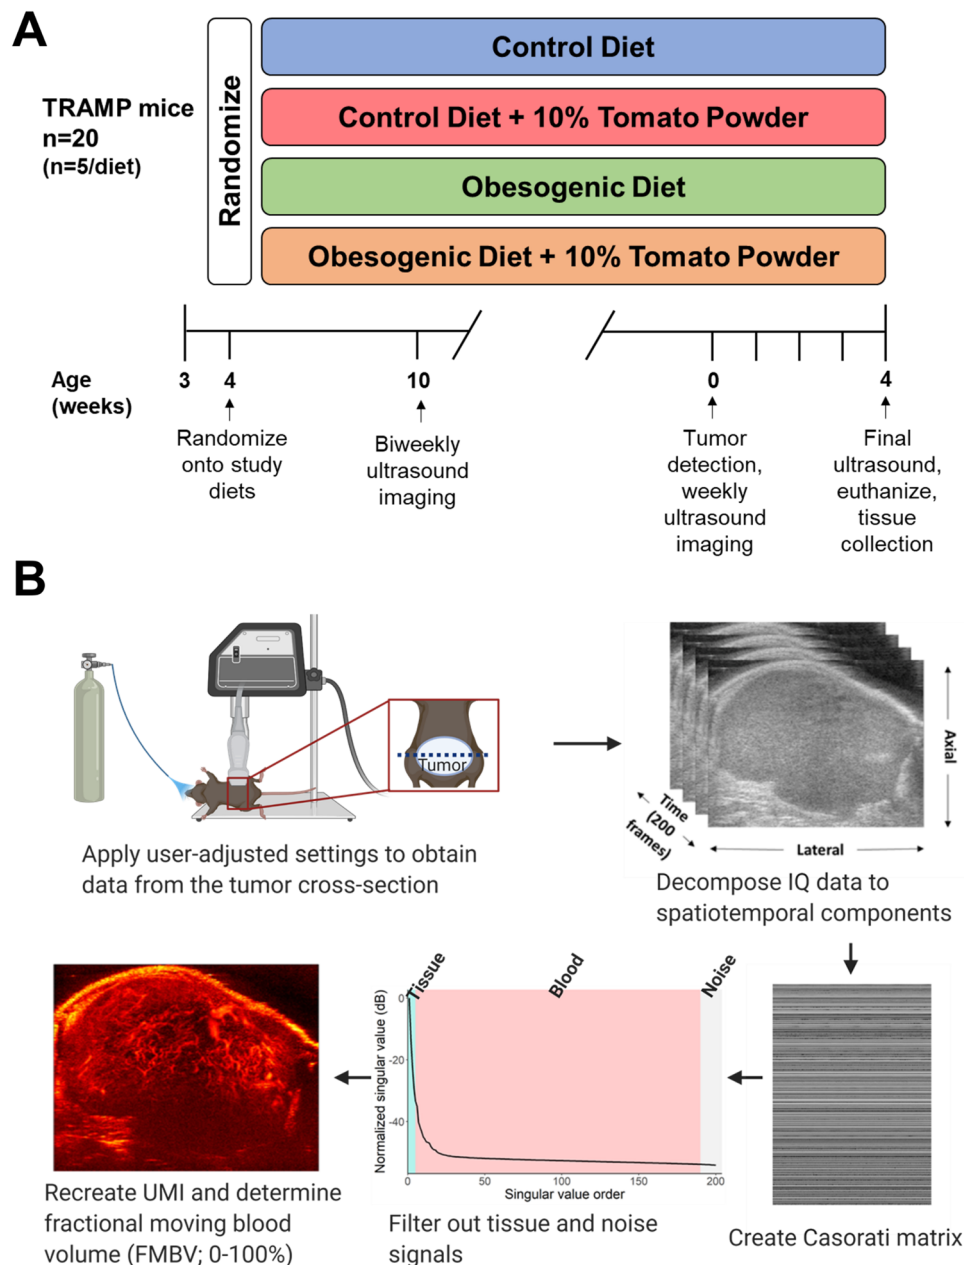 A
TRAMP mice
n=20
(n=5/diet)
Randomize
Control Diet
Control Diet + 10% Tomato Powder
Obesogenic Diet
Obesogenic Diet + 10% Tomato Powder
Age
(weeks)
3
4
10
0
4
Randomize
onto study
diets
Biweekly
ultrasound
imaging
Tumor
detection,
weekly
ultrasound
imaging
Final
ultrasound,
euthanize,
tissue
collection
B
Tumor
Apply user-adjusted settings to obtain
data from the tumor cross-section
Time
(200
frames)
Lateral
Axial
Decompose IQ data to
spatiotemporal components
Create Casorati matrix
Tissue
Blood
Noise
Normalized singular value (dB)
0
-20
-40
0
50
100
150
200
Singular value order
Filter out tissue and noise
signals
Recreate UMI and determine
fractional moving blood
volume (FMBV; 0-100%)